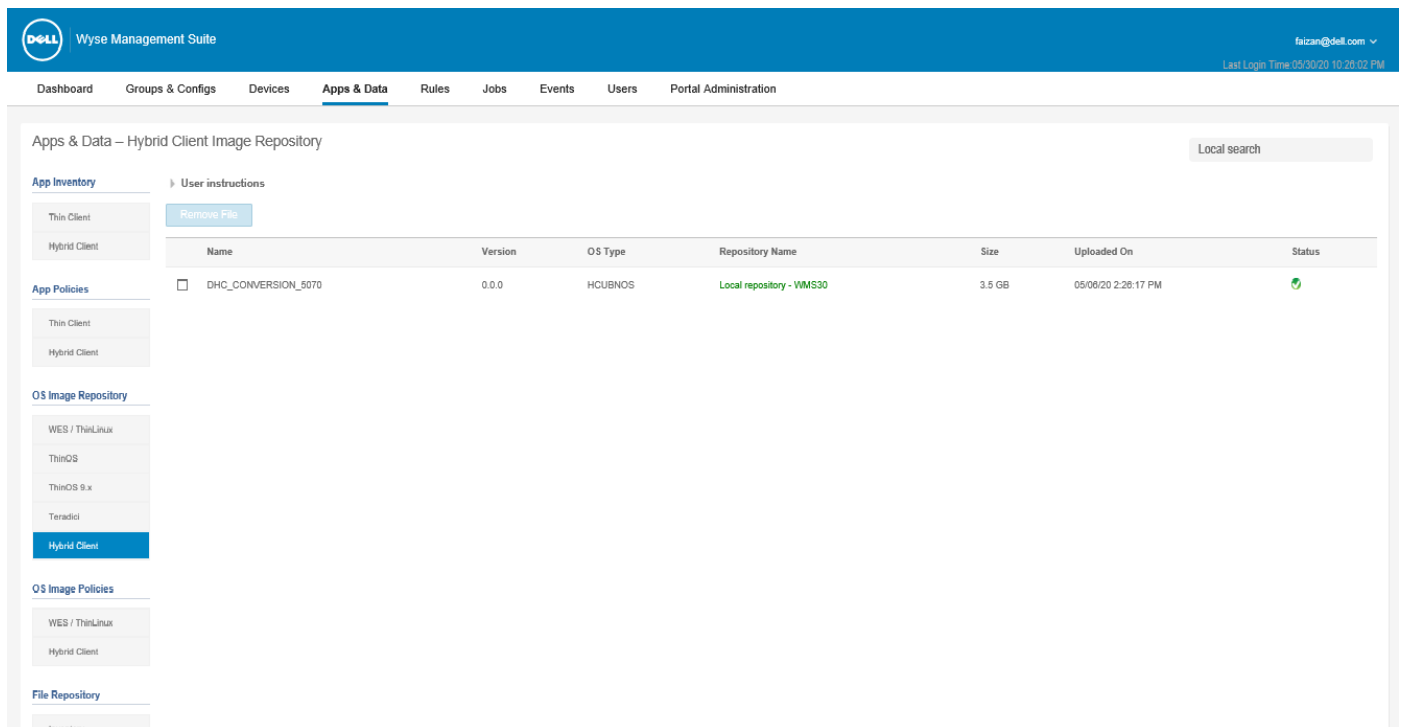 DELL Wyse Management Suite
faizan@dell.com
Last Login Time:05/30/20 10:26:02 PM
Dashboard Groups & Configs Devices Apps & Data Rules Jobs Events Users Portal Administration
Apps & Data – Hybrid Client Image Repository
Local search
App Inventory
Thin Client
Hybrid Client
App Policies
Thin Client
Hybrid Client
OS Image Repository
WES / ThinLinux
ThinOS
ThinOS 9.x
Teradici
Hybrid Client
OS Image Policies
WES / ThinLinux
Hybrid Client
File Repository
User instructions
Remove File
Name Version OS Type Repository Name Size Uploaded On Status
DHC_CONVERSION_5070 0.0.0 HCUBNOS Local repository - WMS30 3.5 GB 05/06/20 2:26:17 PM